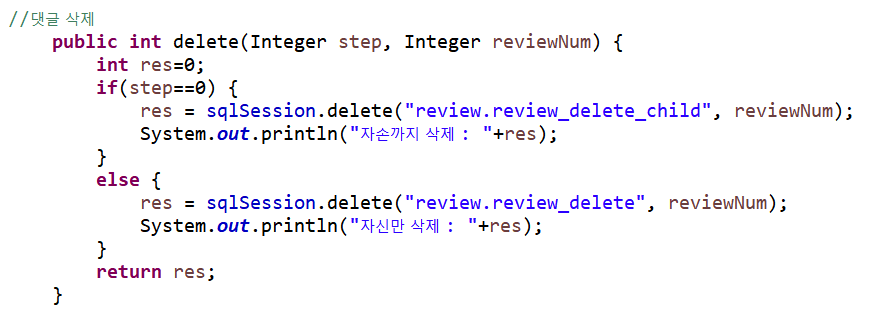 //댓글 삭제
public int delete(Integer step, Integer reviewNum) {
int res=0;
if(step==0) {
res = sqlSession.delete("review.review_delete_child", reviewNum);
System.out.println("자손까지 삭제 : "+res);
}
else {
res = sqlSession.delete("review.review_delete", reviewNum);
System.out.println("자신만 삭제 : "+res);
}
return res;
}